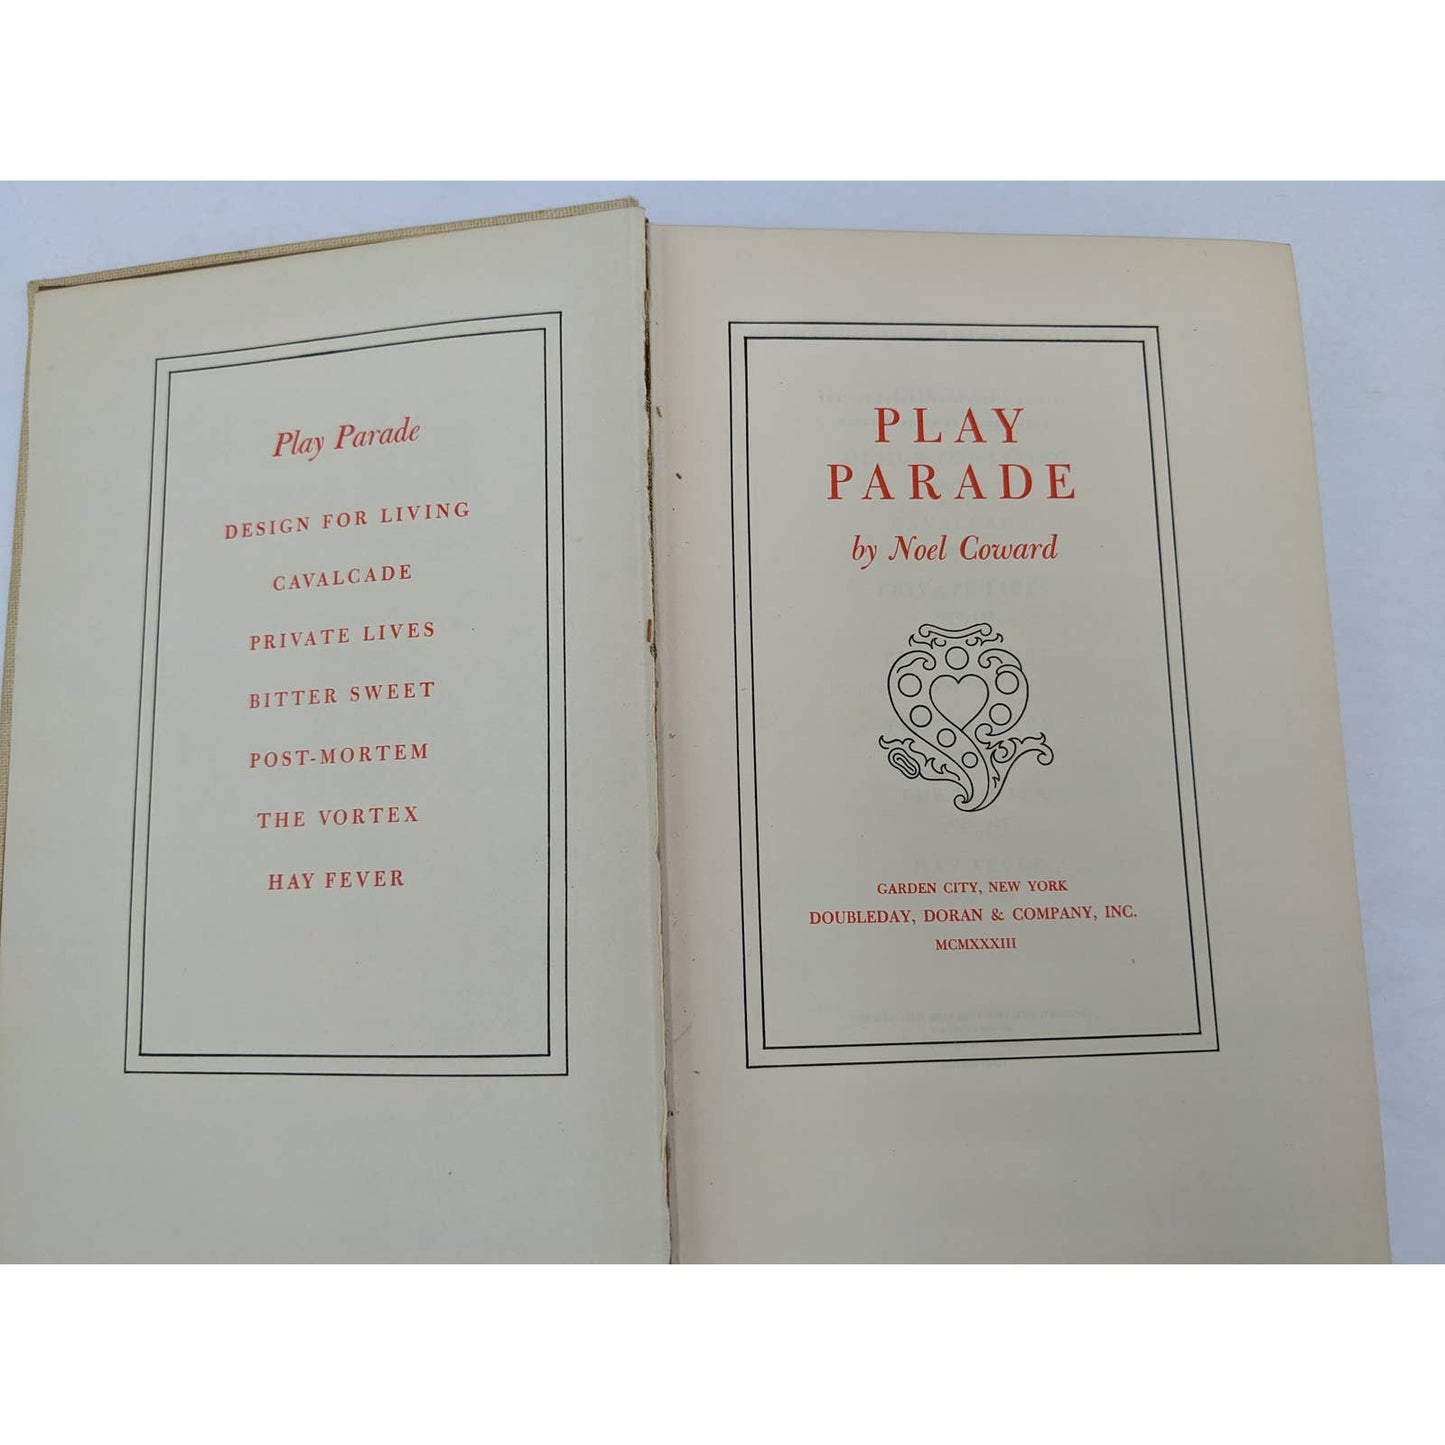 Play Parade
DESIGN FOR LIVING
CAVALCADE
PRIVATE LIVES
BITTER SWEET
POST-MORTEM
THE VORTEX
HAY FEVER
PLAY
PARADE
by Noel Coward
GARDEN CITY, NEW YORK
DOUBLEDAY, DORAN & COMPANY, INC.
MCMXXXIII